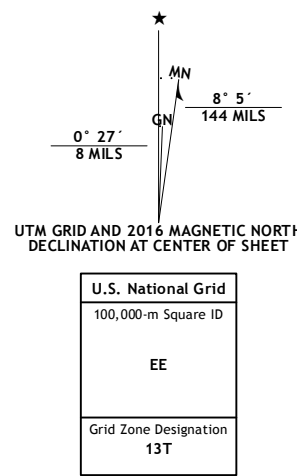 ★
MN
8° 5´
144 MILS
GN
0° 27´
8 MILS
UTM GRID AND 2016 MAGNETIC NORTH
DECLINATION AT CENTER OF SHEET
U.S. National Grid
100,000-m Square ID
EE
Grid Zone Designation
13T